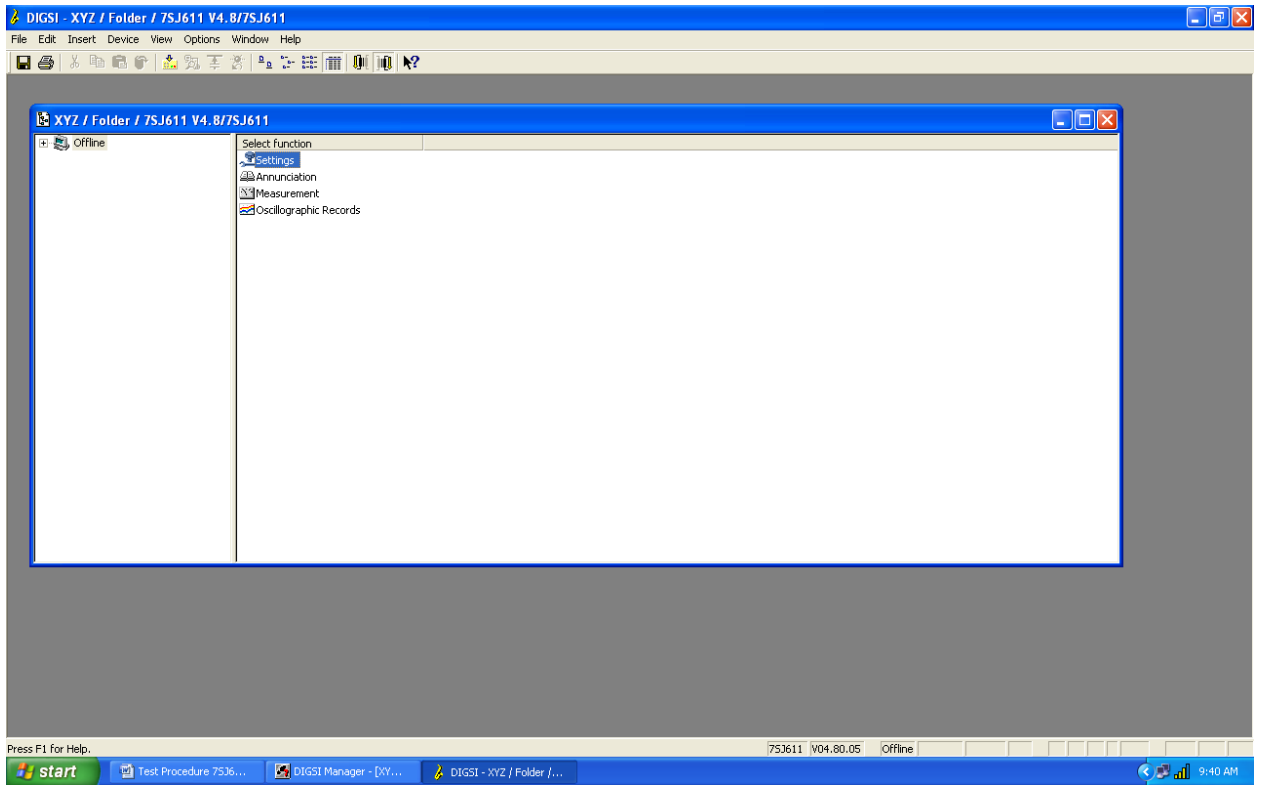 DIGSI - XYZ / Folder / 7SJ611 V4.8/7SJ611
File Edit Insert Device View Options Window Help
XYZ / Folder / 7SJ611 V4.8/7SJ611
Offline
Select function
Settings
Annunciation
Measurement
Oscillographic Records
Press F1 for Help.
7SJ611 V04.80.05 Offline
start Test Procedure 7SJ6... DIGSI Manager - [XY... DIGSI - XYZ / Folder /... 9:40 AM